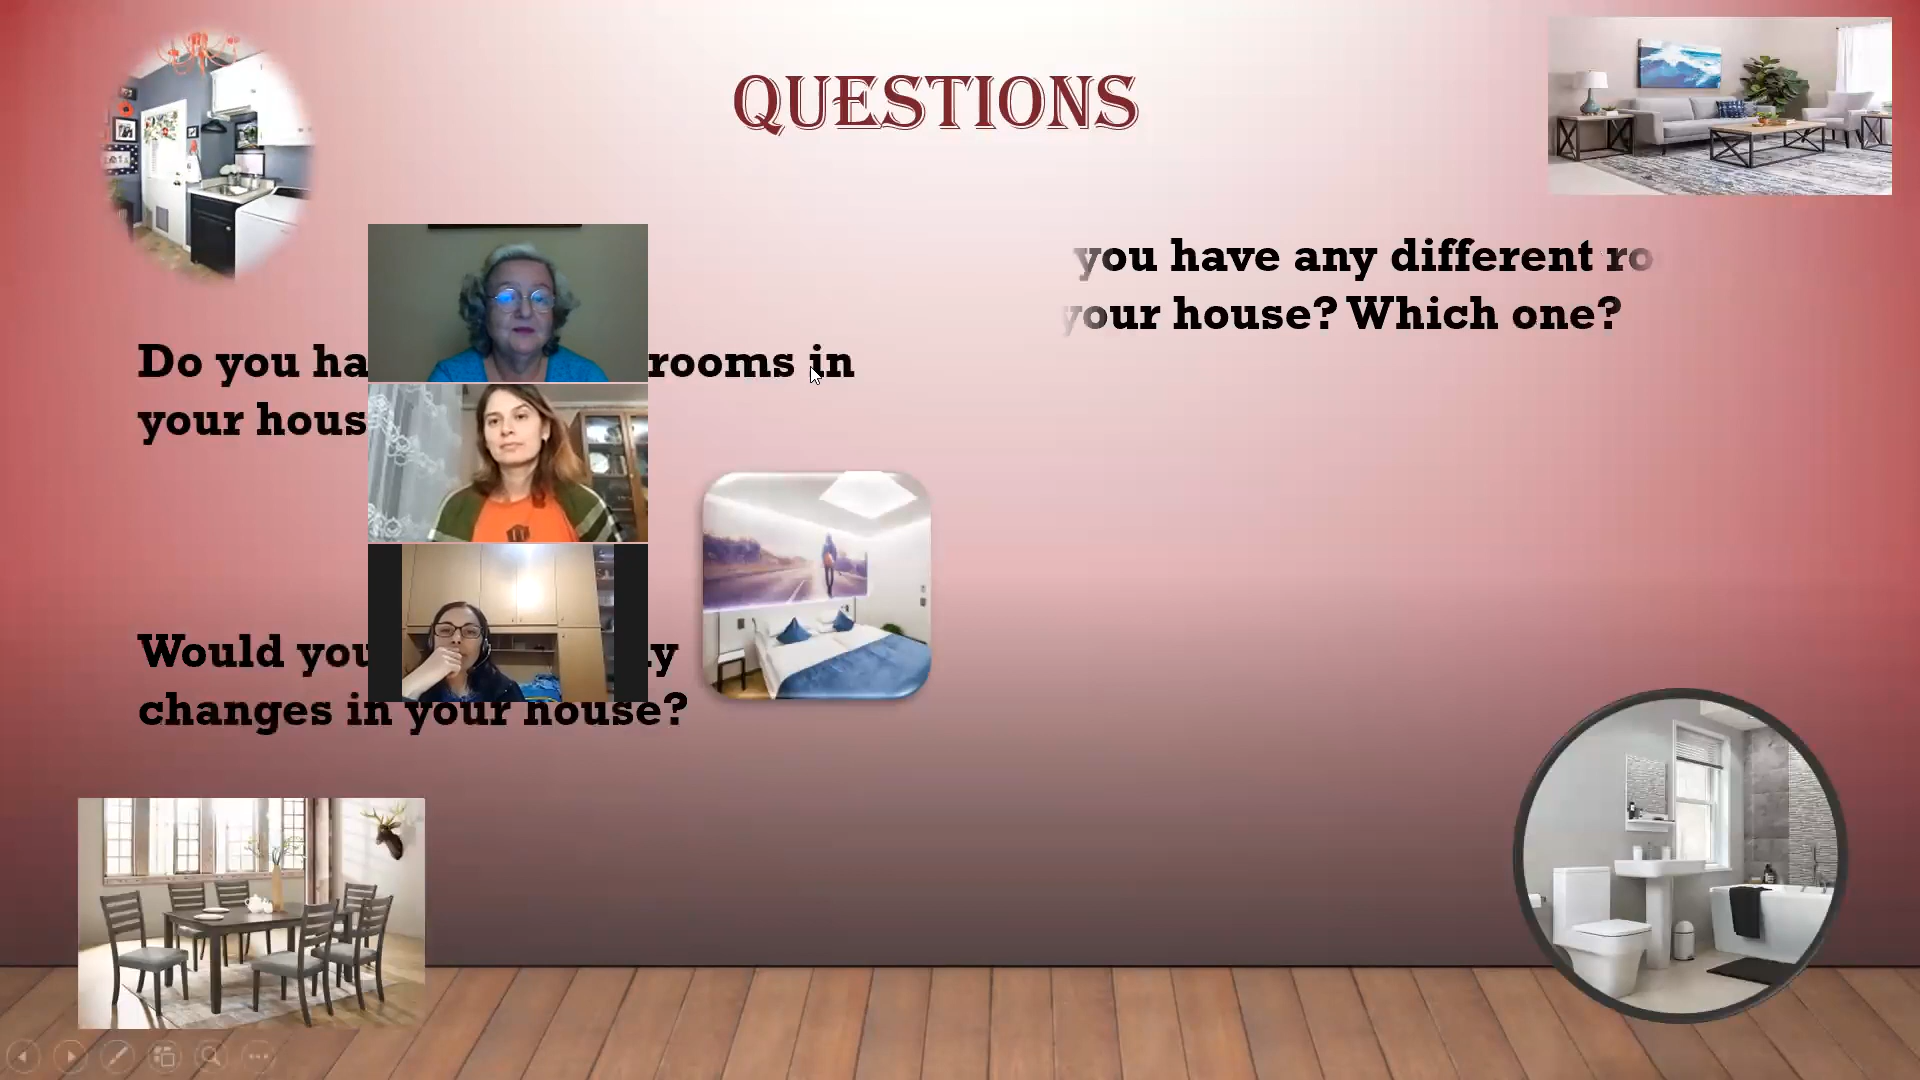 QUESTIONS
you have any different ro
your house? Which one?
Do you ha rooms in
your hous
Would you y
changes in your house?